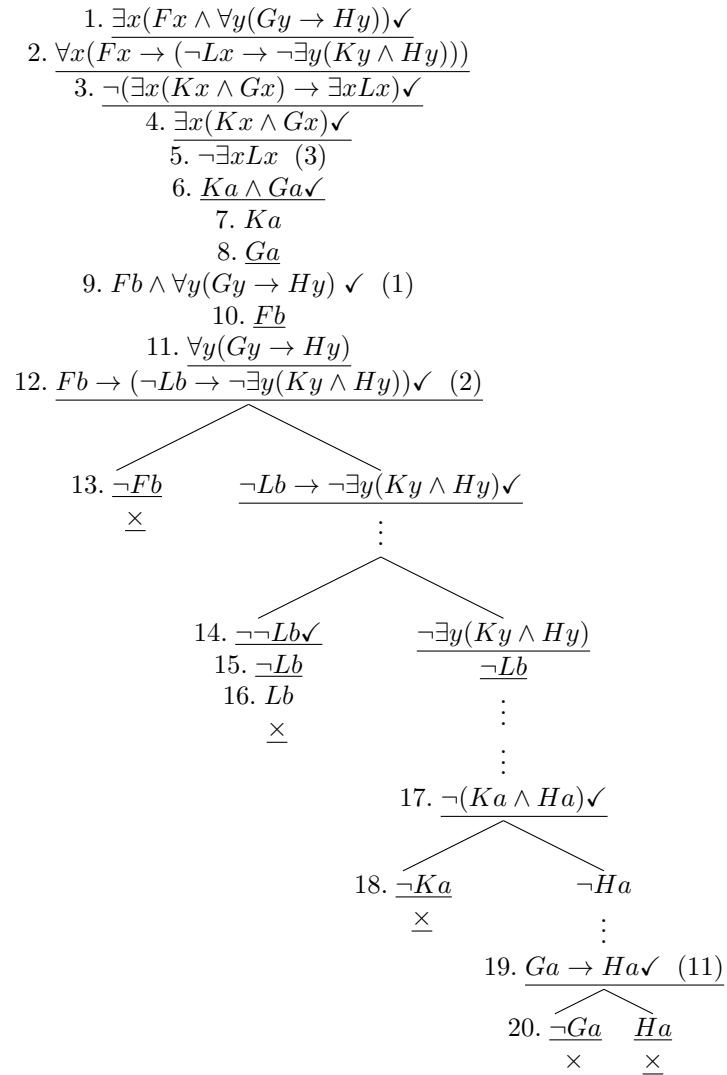 1. ∃x(Fx ∧ ∀y(Gy → Hy))✓
2. ∀x(Fx → (¬Lx → ¬∃y(Ky ∧ Hy)))
3. ¬(∃x(Kx ∧ Gx) → ∃xLx)✓
4. ∃x(Kx ∧ Gx)✓
5. ¬∃xLx (3)
6. Ka ∧ Ga✓
7. Ka
8. Ga
9. Fb ∧ ∀y(Gy → Hy) ✓ (1)
10. Fb
11. ∀y(Gy → Hy)
12. Fb → (¬Lb → ¬∃y(Ky ∧ Hy))✓ (2)
13. ¬Fb ¬Lb → ¬∃y(Ky ∧ Hy)✓
×
⋮
14. ¬¬Lb✓ ¬∃y(Ky ∧ Hy)
15. ¬Lb ¬Lb
16. Lb ⋮
×
⋮
17. ¬(Ka ∧ Ha)✓
18. ¬Ka ¬Ha
× ⋮
19. Ga → Ha✓ (11)
20. ¬Ga Ha
× ×